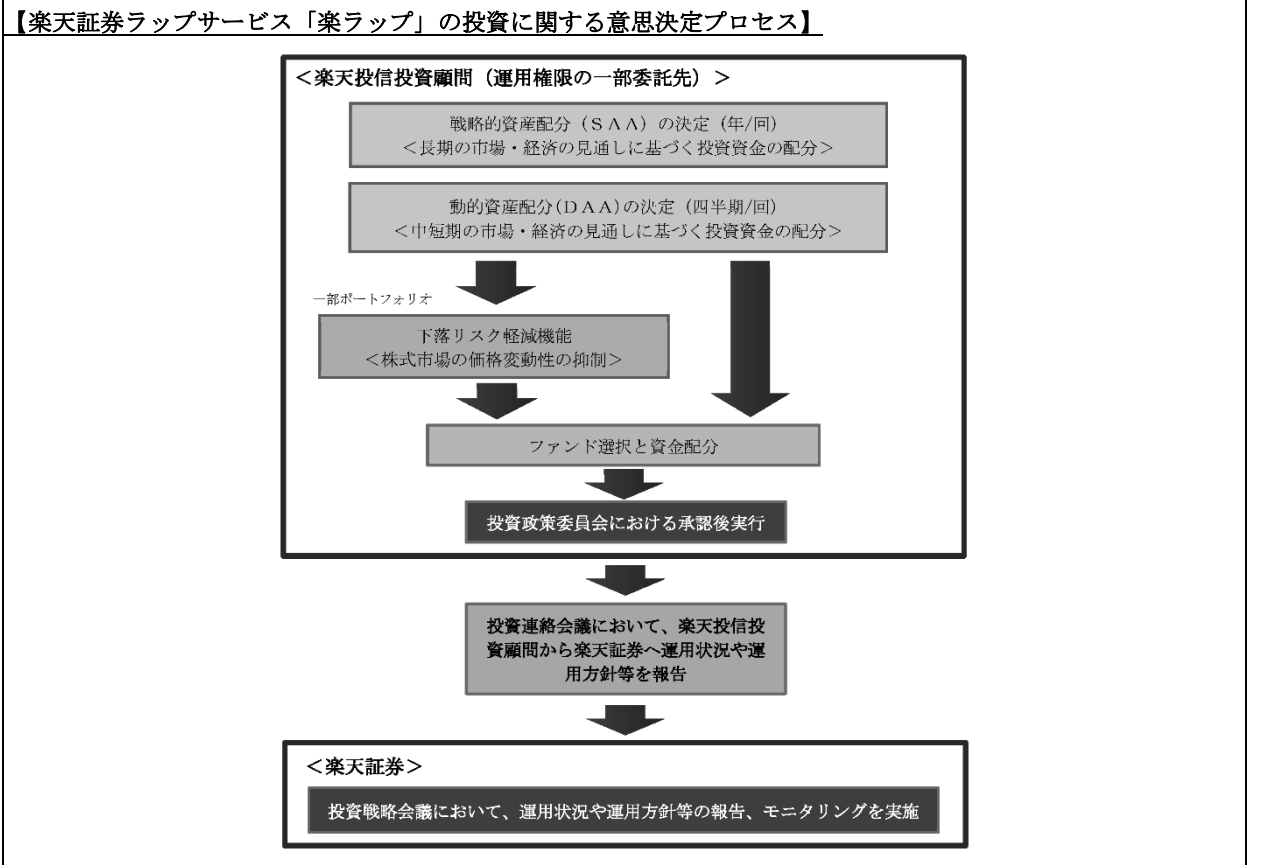 【楽天証券ラップサービス「楽ラップ」の投資に関する意思決定プロセス】
＜楽天投信投資顧問（運用権限の一部委託先）＞
戦略的資産配分（ＳＡＡ）の決定（年/回）
＜長期の市場・経済の見通しに基づく投資資金の配分＞
動的資産配分(ＤＡＡ)の決定（四半期/回）
＜中短期の市場・経済の見通しに基づく投資資金の配分＞
一部ポートフォリオ
下落リスク軽減機能
＜株式市場の価格変動性の抑制＞
ファンド選択と資金配分
投資政策委員会における承認後実行
投資連絡会議において、楽天投信投
資顧問から楽天証券へ運用状況や運
用方針等を報告
＜楽天証券＞
投資戦略会議において、運用状況や運用方針等の報告、モニタリングを実施